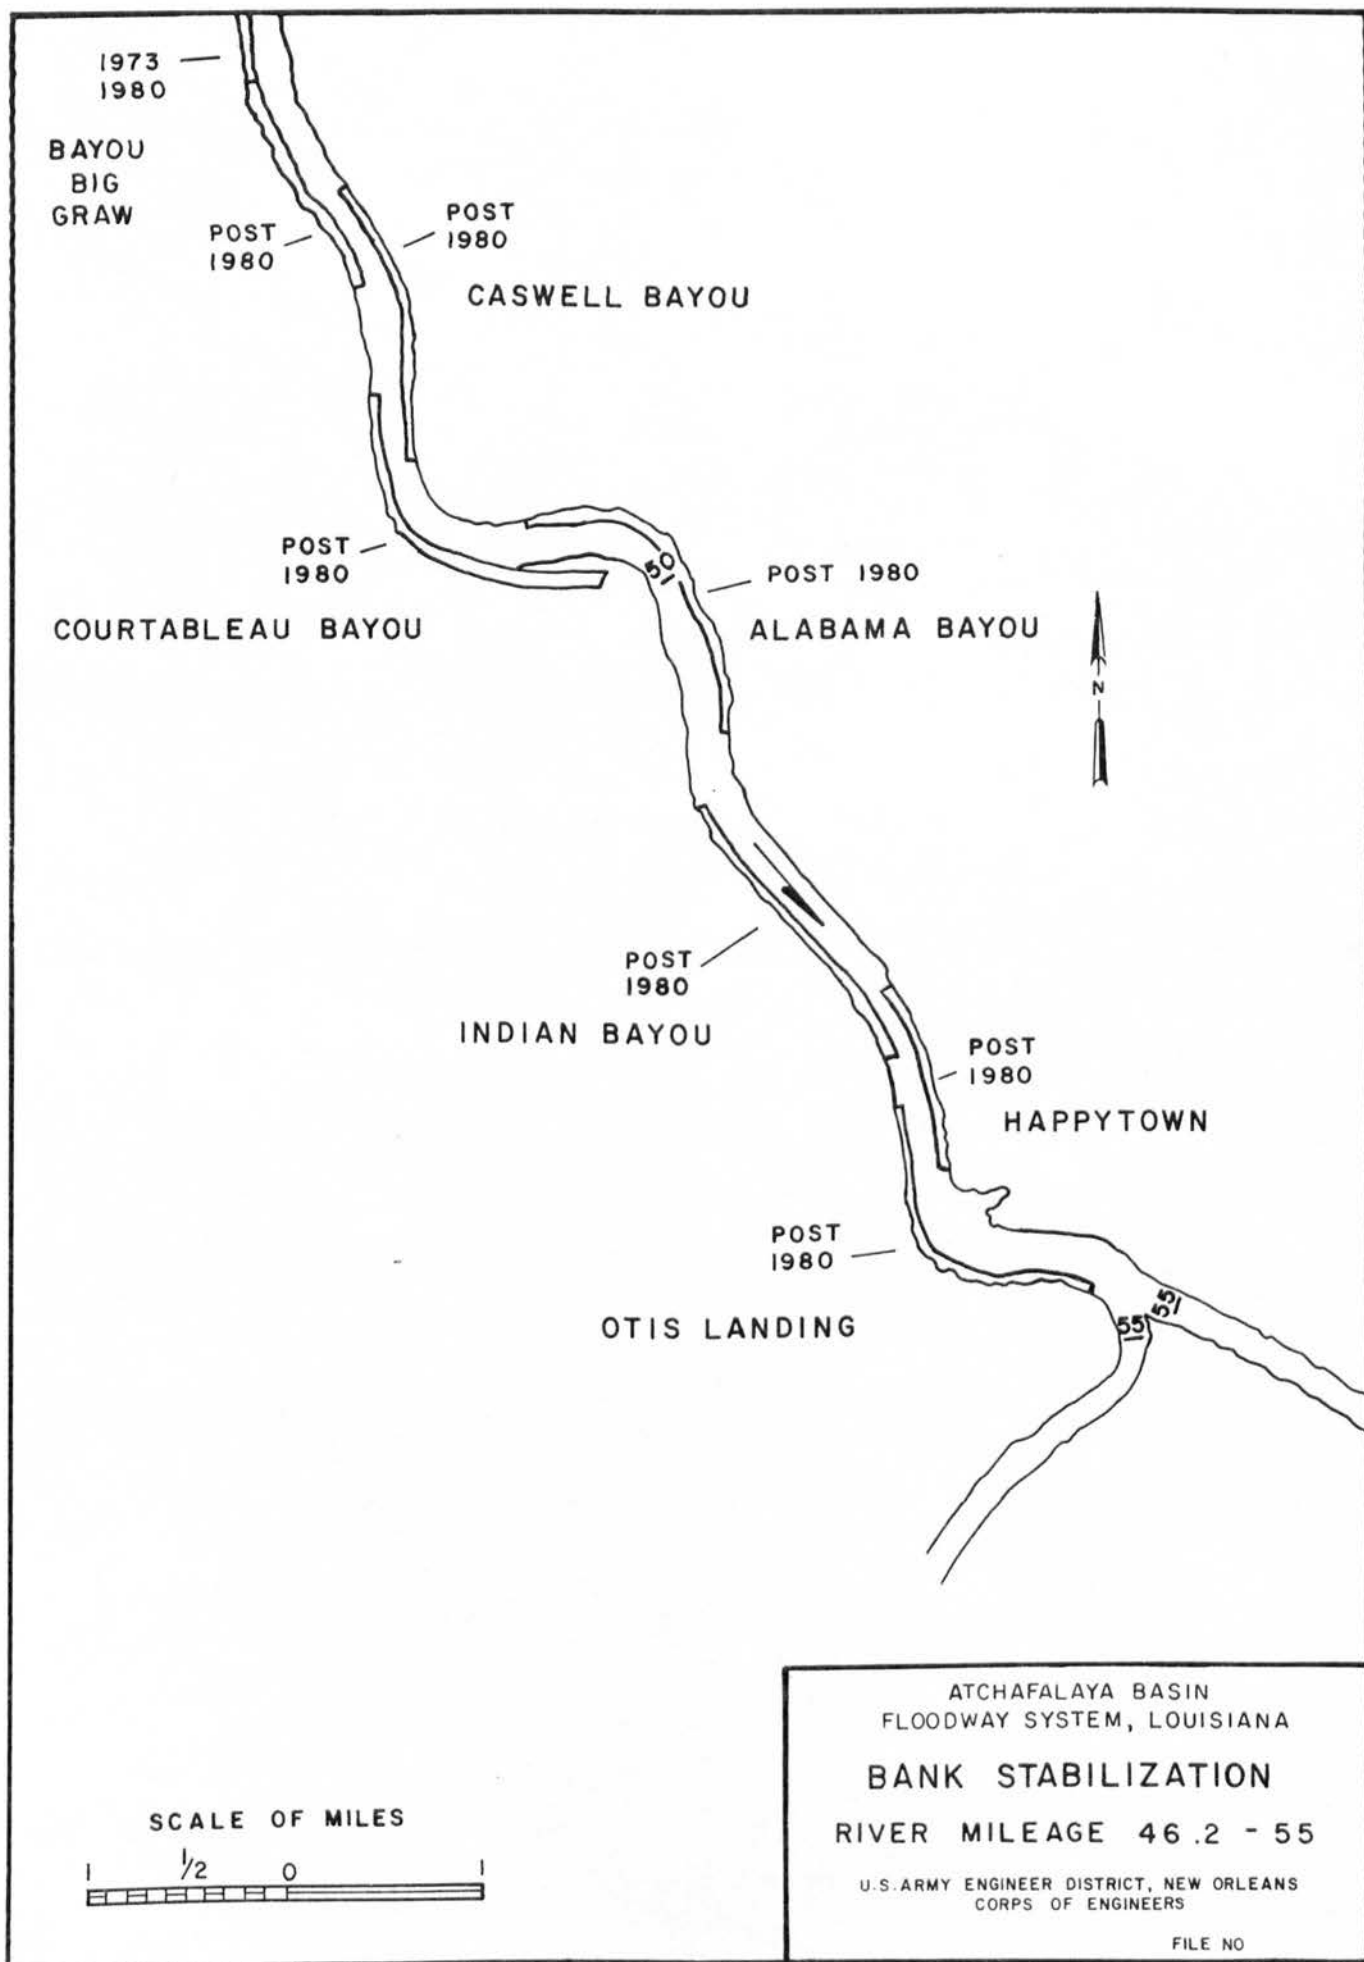 1973
1980
BAYOU
BIG
GRAW
POST
1980
POST
1980
CASWELL BAYOU
POST
1980
COURTABLEAU BAYOU
50
POST 1980
ALABAMA BAYOU
N
POST
1980
INDIAN BAYOU
POST
1980
HAPPYTOWN
POST
1980
OTIS LANDING
55
55
SCALE OF MILES
1 1/2 0 1
ATCHAFALAYA BASIN
FLOODWAY SYSTEM, LOUISIANA
BANK STABILIZATION
RIVER MILEAGE 46.2 - 55
U.S. ARMY ENGINEER DISTRICT, NEW ORLEANS
CORPS OF ENGINEERS
FILE NO